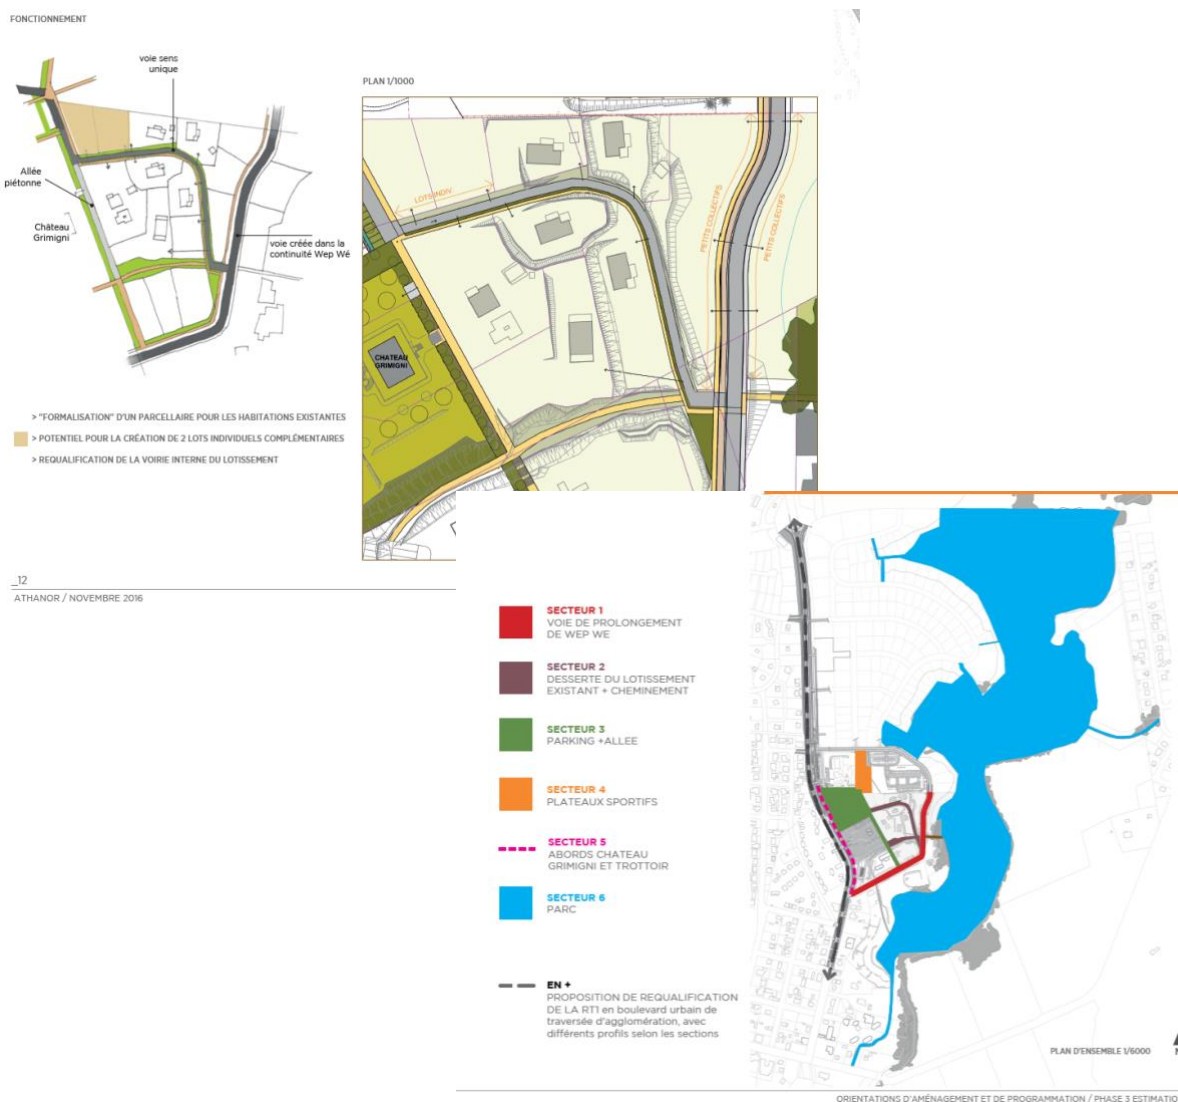 FONCTIONNEMENT
voie sens
unique
Allée
piétonne
Château
Grimigni
voie créée dans la
continuité Wep Wé
> "FORMALISATION" D'UN PARCELLAIRE POUR LES HABITATIONS EXISTANTES
> POTENTIEL POUR LA CRÉATION DE 2 LOTS INDIVIDUELS COMPLÉMENTAIRES
> REQUALIFICATION DE LA VOIRIE INTERNE DU LOTISSEMENT
_12
ATHANOR / NOVEMBRE 2016
PLAN 1/1000
LOTS INDIV.
PETITS COLLECTIFS
PETITS COLLECTIFS
CHATEAU
GRIMIGNI
SECTEUR 1
VOIE DE PROLONGEMENT
DE WEP WE
SECTEUR 2
DESSERTE DU LOTISSEMENT
EXISTANT + CHEMINEMENT
SECTEUR 3
PARKING +ALLEE
SECTEUR 4
PLATEAUX SPORTIFS
SECTEUR 5
ABORDS CHATEAU
GRIMIGNI ET TROTTOIR
SECTEUR 6
PARC
EN +
PROPOSITION DE REQUALIFICATION
DE LA RT1 en boulevard urbain de
traversée d'agglomération, avec
différents profils selon les sections
PLAN D'ENSEMBLE 1/6000
ORIENTATIONS D'AMÉNAGEMENT ET DE PROGRAMMATION / PHASE 3 ESTIMATIO